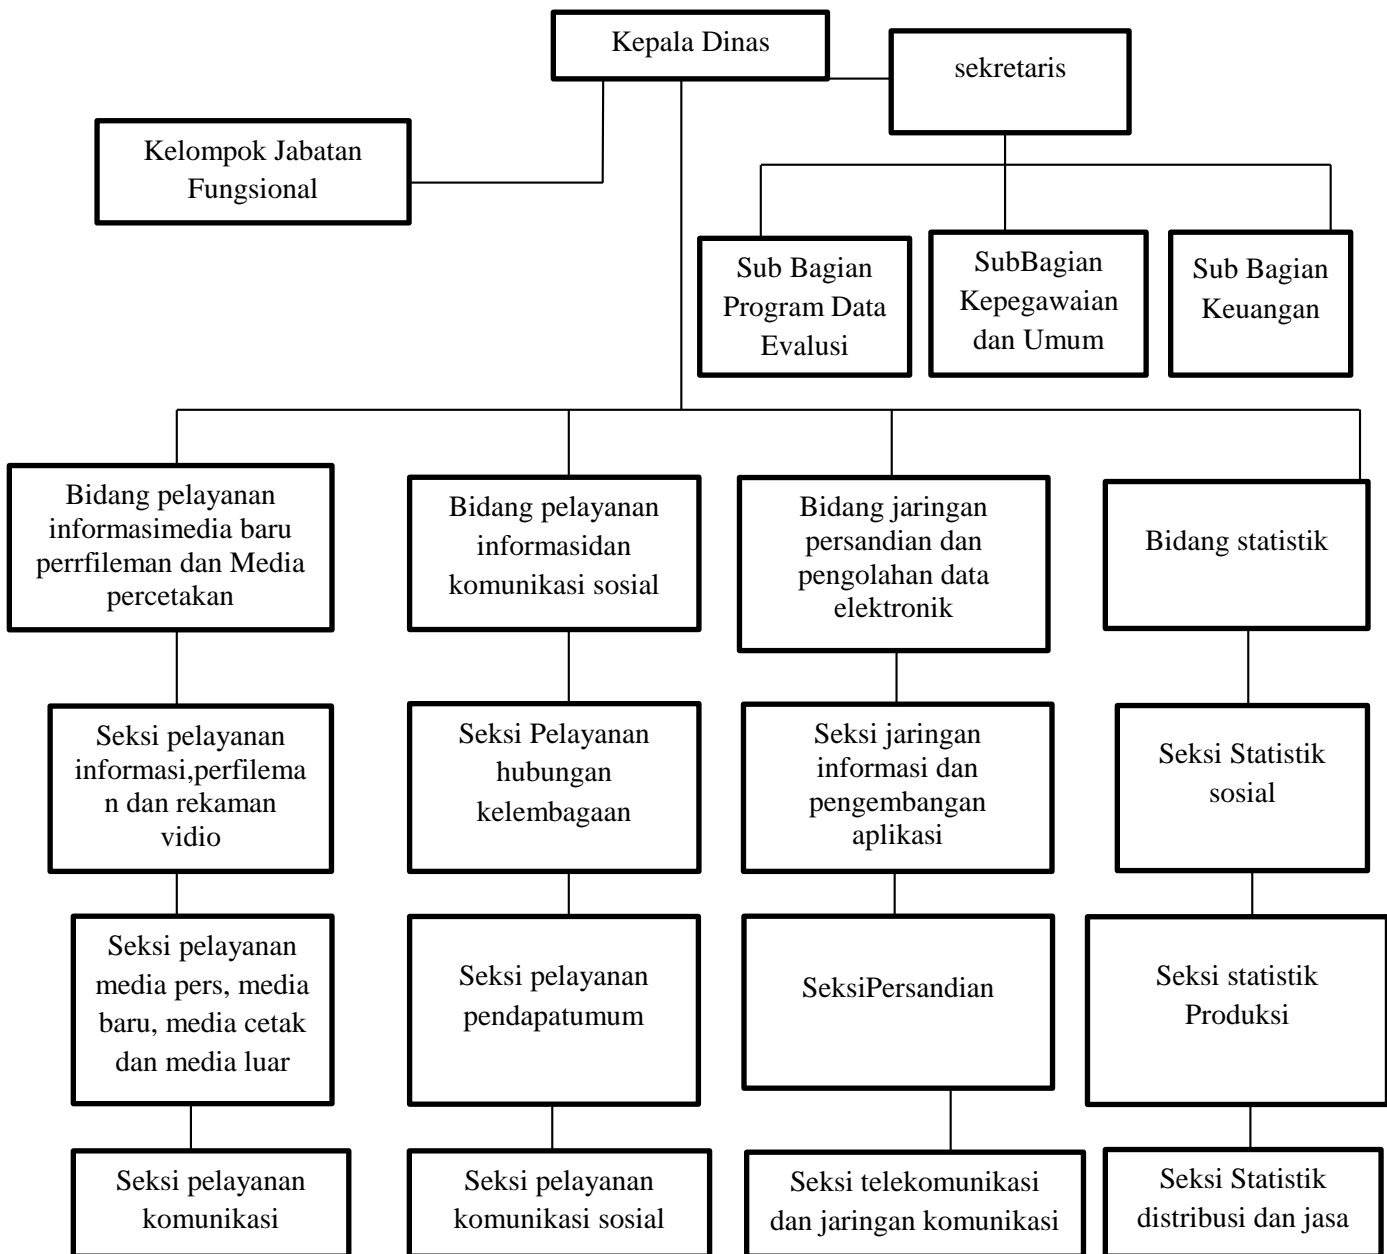 Kepala Dinas
sekretaris
Kelompok Jabatan
Fungsional
Sub Bagian
Program Data
Evalusi
SubBagian
Kepegawaian
dan Umum
Sub Bagian
Keuangan
Bidang pelayanan
informasimedia baru
perrfileman dan Media
percetakan
Bidang pelayanan
informasidan
komunikasi sosial
Bidang jaringan
persandian dan
pengolahan data
elektronik
Bidang statistik
Seksi pelayanan
informasi,perfilema
n dan rekaman
vidio
Seksi Pelayanan
hubungan
kelembagaan
Seksi jaringan
informasi dan
pengembangan
aplikasi
Seksi Statistik
sosial
Seksi pelayanan
media pers, media
baru, media cetak
dan media luar
Seksi pelayanan
pendapatumum
SeksiPersandian
Seksi statistik
Produksi
Seksi pelayanan
komunikasi
Seksi pelayanan
komunikasi sosial
Seksi telekomunikasi
dan jaringan komunikasi
Seksi Statistik
distribusi dan jasa